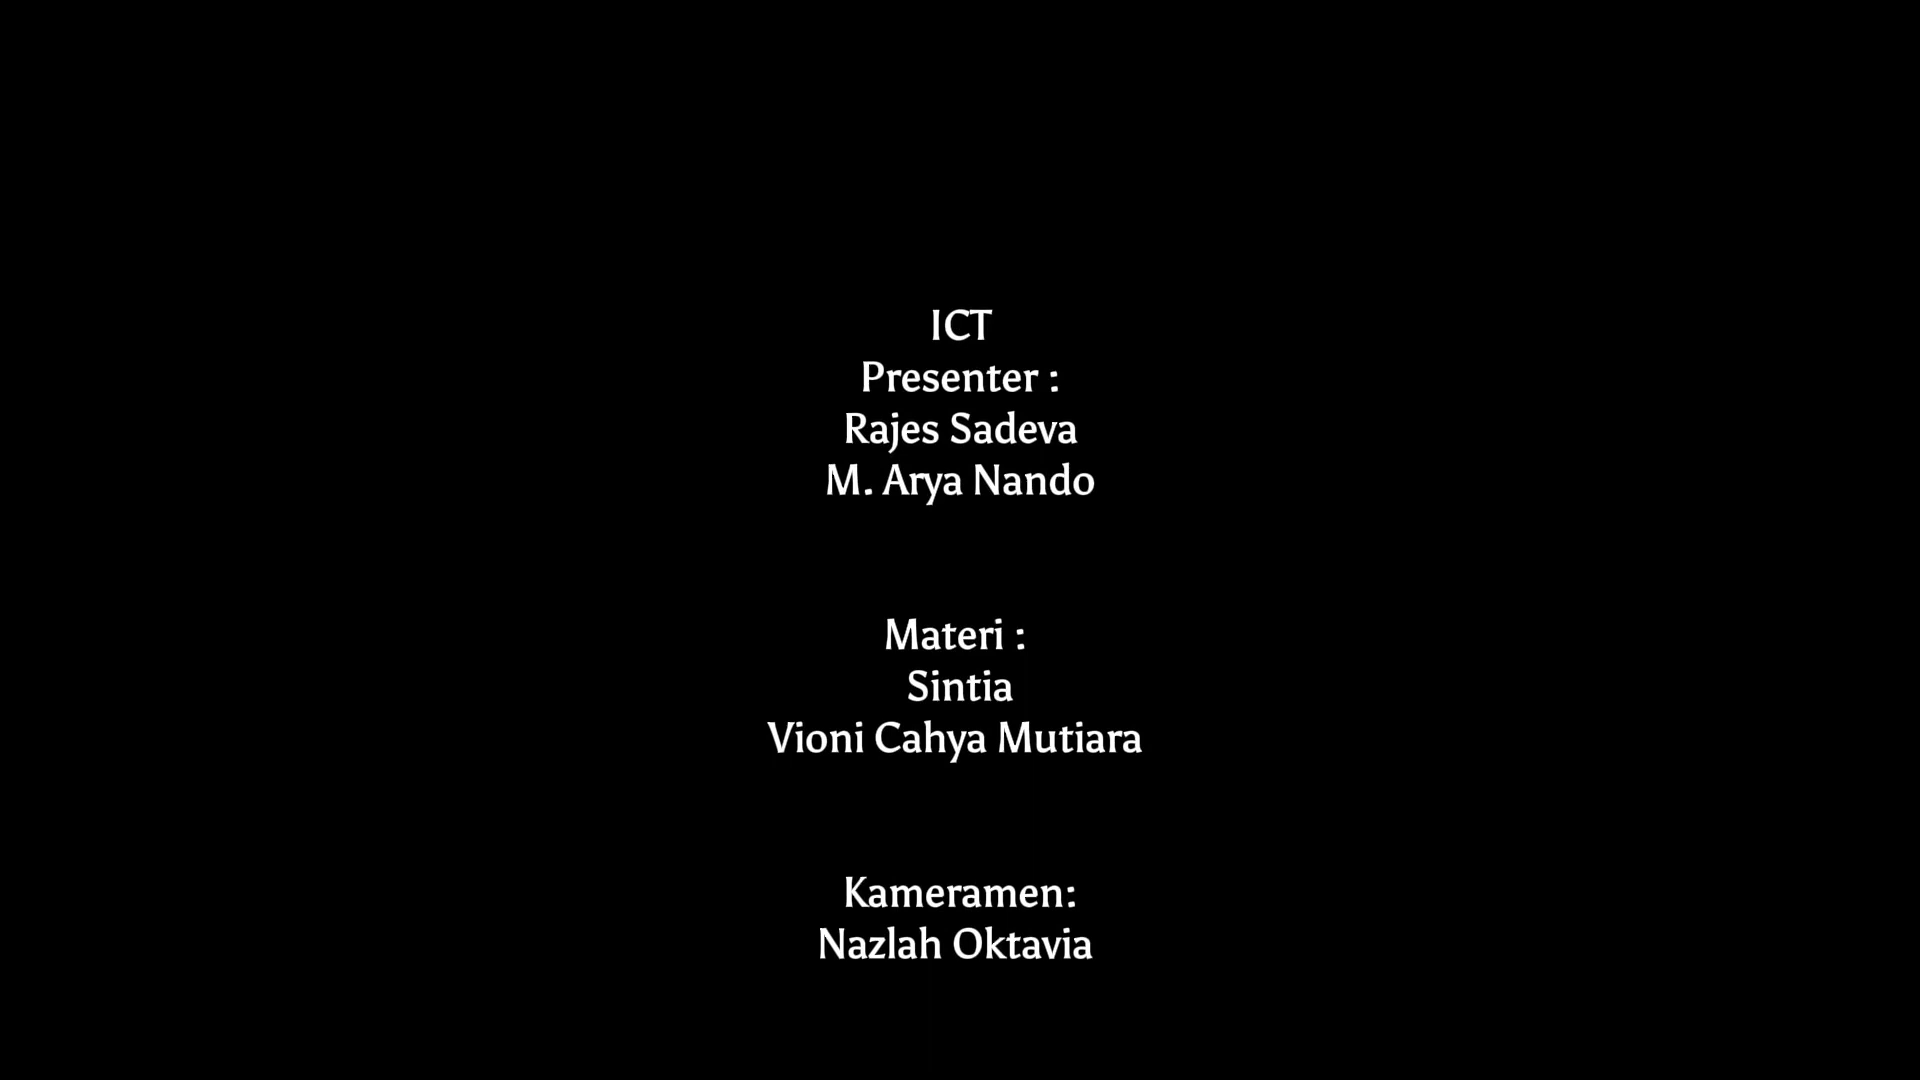 ICT
Presenter :
Rajes Sadeva
M. Arya Nando
Materi :
Sintia
Vioni Cahya Mutiara
Kameramen:
Nazlah Oktavia